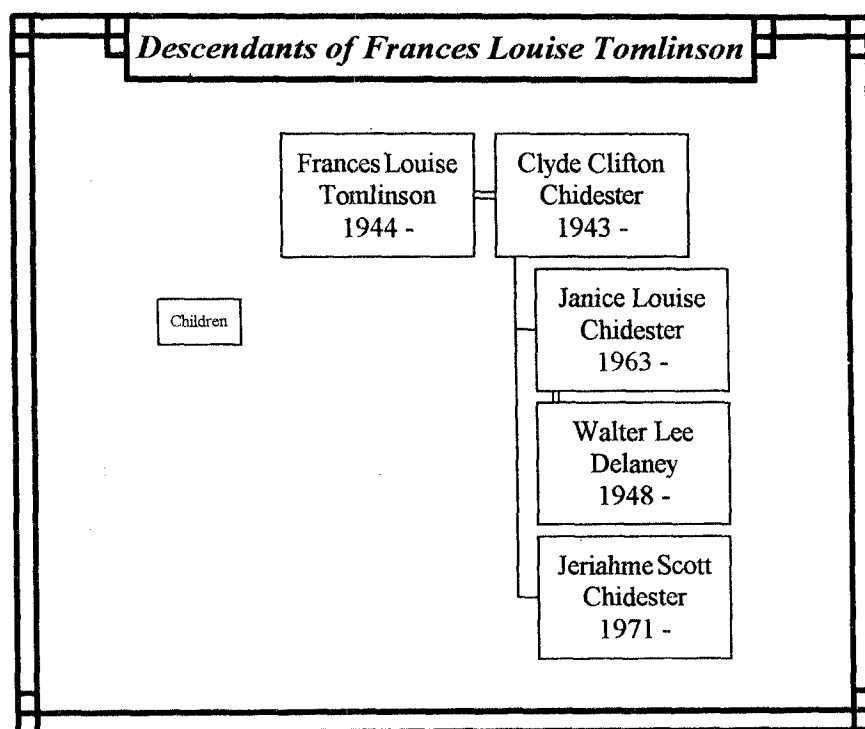 Descendants of Frances Louise Tomlinson
Frances Louise
Tomlinson
1944 -
Clyde Clifton
Chidester
1943 -
Children
Janice Louise
Chidester
1963 -
Walter Lee
Delaney
1948 -
Jeriahme Scott
Chidester
1971 -